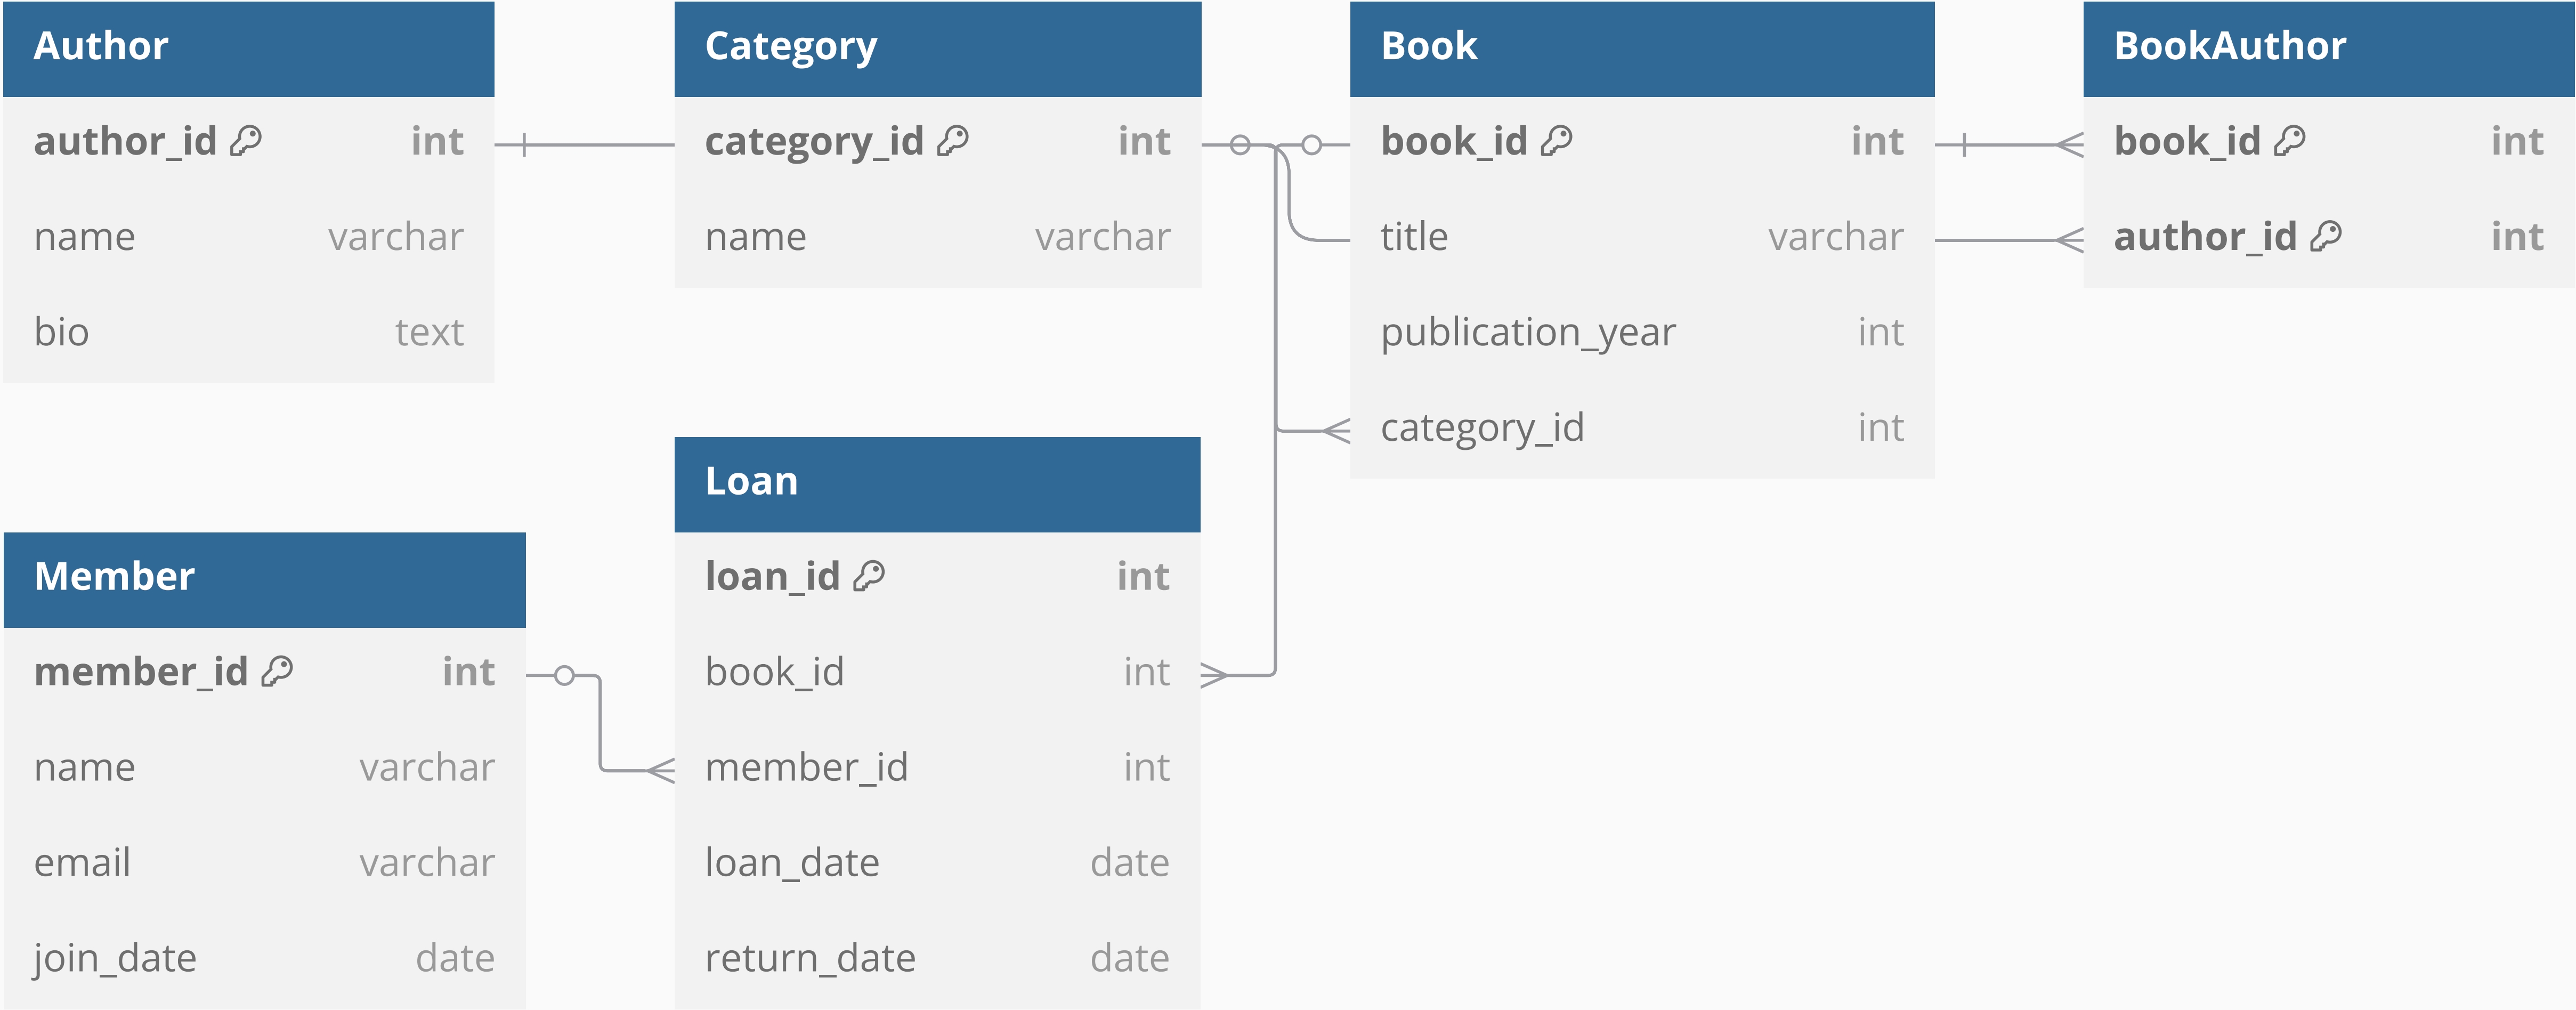 Author
author_id int
name varchar
bio text
Category
category_id int
name varchar
Book
book_id int
title varchar
publication_year int
category_id int
BookAuthor
book_id int
author_id int
Member
member_id int
name varchar
email varchar
join_date date
Loan
loan_id int
book_id int
member_id int
loan_date date
return_date date